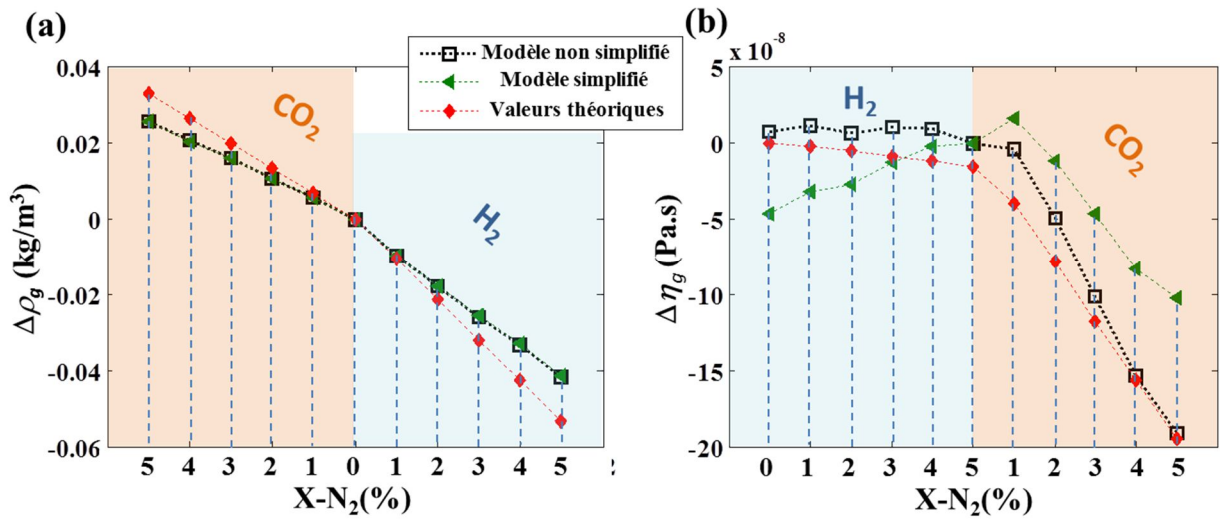 (a)
(b)
x 10⁻⁸
Modèle non simplifié
Modèle simplifié
Valeurs théoriques
0.04
0.02
0
-0.02
-0.04
-0.06
Δρg (kg/m³)
CO₂
H₂
5 4 3 2 1 0 1 2 3 4 5
X-N₂(%)
5
0
-5
-10
-15
-20
Δηg (Pa.s)
H₂
CO₂
0 1 2 3 4 5 1 2 3 4 5
X-N₂(%)